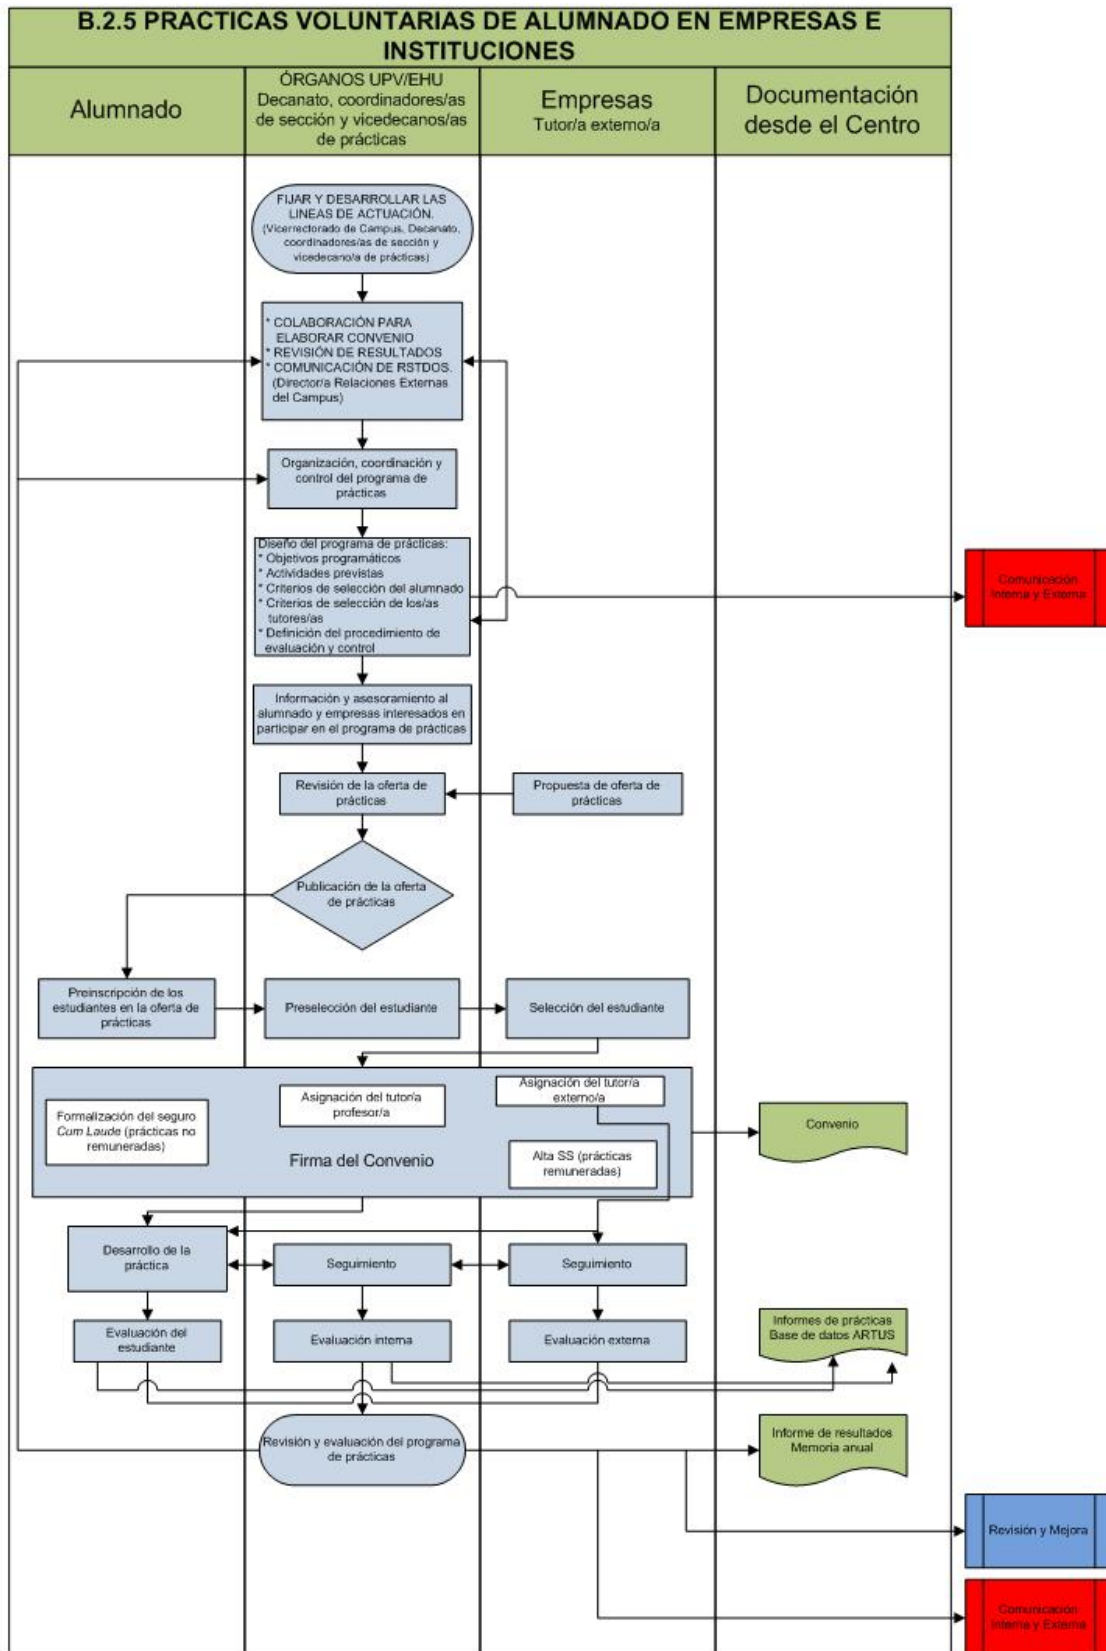 B.2.5 PRACTICAS VOLUNTARIAS DE ALUMNADO EN EMPRESAS E
INSTITUCIONES
Alumnado
ÓRGANOS UPV/EHU
Decanato, coordinadores/as
de sección y vicedecanos/as
de prácticas
Empresas
Tutor/a externo/a
Documentación
desde el Centro
FIJAR Y DESARROLLAR LAS
LINEAS DE ACTUACIÓN.
(Vicerrectorado de Campus, Decanato,
coordinadores/as de sección y
vicedecano/a de prácticas)
* COLABORACIÓN PARA
ELABORAR CONVENIO
* REVISIÓN DE RESULTADOS
* COMUNICACIÓN DE RSTDOS.
(Director/a Relaciones Externas
del Campus)
Organización, coordinación y
control del programa de
prácticas
Diseño del programa de prácticas:
* Objetivos programáticos
* Actividades previstas
* Criterios de selección del alumnado
* Criterios de selección de los/as
tutores/as
* Definición del procedimiento de
evaluación y control
Comunicación
Interna y Externa
Información y asesoramiento al
alumnado y empresas interesados en
participar en el programa de prácticas
Revisión de la oferta de
prácticas
Propuesta de oferta de
prácticas
Publicación de la oferta
de prácticas
Preinscripción de los
estudiantes en la oferta de
prácticas
Preselección del estudiante
Selección del estudiante
Formalización del seguro
Cum Laude (prácticas no
remuneradas)
Asignación del tutor/a
profesor/a
Asignación del tutor/a
externo/a
Firma del Convenio
Alta SS (prácticas
remuneradas)
Convenio
Desarrollo de la
práctica
Seguimiento
Seguimiento
Evaluación del
estudiante
Evaluación interna
Evaluación externa
Informes de prácticas
Base de datos ARTUS
Revisión y evaluación del programa
de prácticas
Informe de resultados
Memoria anual
Revisión y Mejora
Comunicación
Interna y Externa